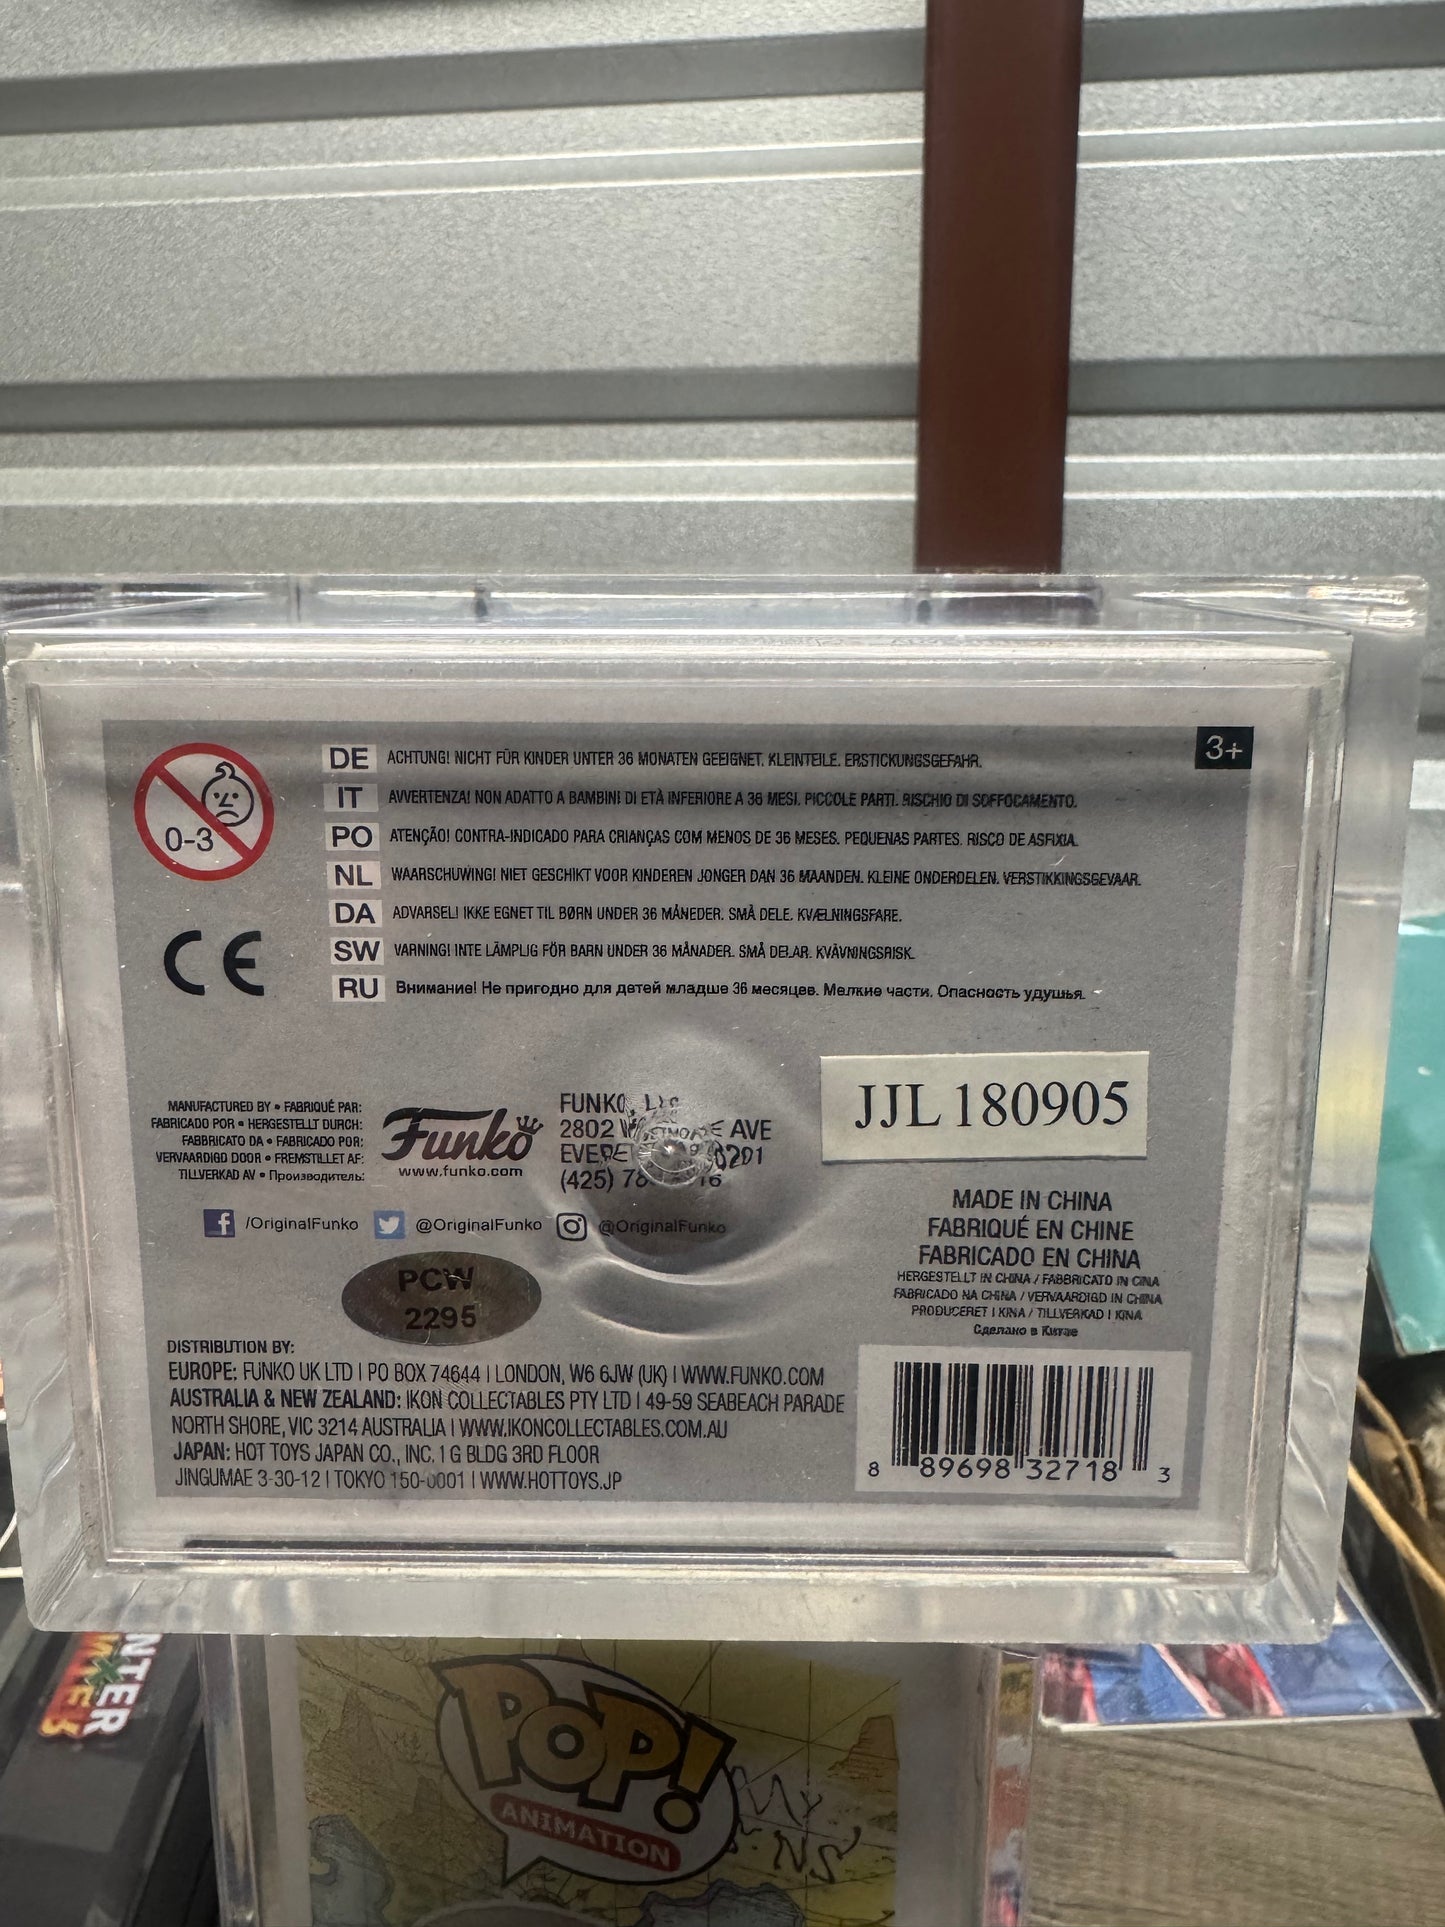 3+
0-3
DE ACHTUNG! NICHT FÜR KINDER UNTER 36 MONATEN GEEIGNET. KLEINTEILE. ERSTICKUNGSGEFAHR.
IT AVVERTENZA! NON ADATTO A BAMBINI DI ETÀ INFERIORE A 36 MESI. PICCOLE PARTI. RISCHIO DI SOFFOCAMENTO.
PO ATENÇÃO! CONTRA-INDICADO PARA CRIANÇAS COM MENOS DE 36 MESES. PEQUENAS PARTES. RISCO DE ASFIXIA.
NL WAARSCHUWING! NIET GESCHIKT VOOR KINDEREN JONGER DAN 36 MAANDEN. KLEINE ONDERDELEN. VERSTIKKINGSGEVAAR.
DA ADVARSEL! IKKE EGNET TIL BØRN UNDER 36 MÅNEDER. SMÅ DELE. KVÆLNINGSFARE.
SW VARNING! INTE LÄMPLIG FÖR BARN UNDER 36 MÅNADER. SMÅ DELAR. KVÄVNINGSRISK.
RU Внимание! Не пригодно для детей младше 36 месяцев. Мелкие части. Опасность удушья.
CE
MANUFACTURED BY • FABRIQUÉ PAR:
FABRICADO POR • HERGESTELLT DURCH:
FABBRICATO DA • FABRICADO POR:
VERVAARDIGD DOOR • FREMSTILLET AF:
TILLVERKAD AV • Производитель:
Funko
www.funko.com
FUNKO,
2802 AVE
(425)
/OriginalFunko @OriginalFunko @OriginalFunko
JJL 180905
MADE IN CHINA
FABRIQUÉ EN CHINE
FABRICADO EN CHINA
HERGESTELLT IN CHINA / FABBRICATO IN CINA
FABRICADO NA CHINA / VERVAARDIGD IN CHINA
PRODUCERET I KINA / TILLVERKAD I KINA
Сделано в Китае
PCW
2295
DISTRIBUTION BY:
EUROPE: FUNKO UK LTD | PO BOX 74644 | LONDON, W6 6JW (UK) | WWW.FUNKO.COM
AUSTRALIA & NEW ZEALAND: IKON COLLECTABLES PTY LTD | 49-59 SEABEACH PARADE
NORTH SHORE, VIC 3214 AUSTRALIA | WWW.IKONCOLLECTABLES.COM.AU
JAPAN: HOT TOYS JAPAN CO., INC. 1 G BLDG 3RD FLOOR
JINGUMAE 3-30-12 | TOKYO 150-0001 | WWW.HOTTOYS.JP
8 89698 32718 3
POP!
ANIMATION